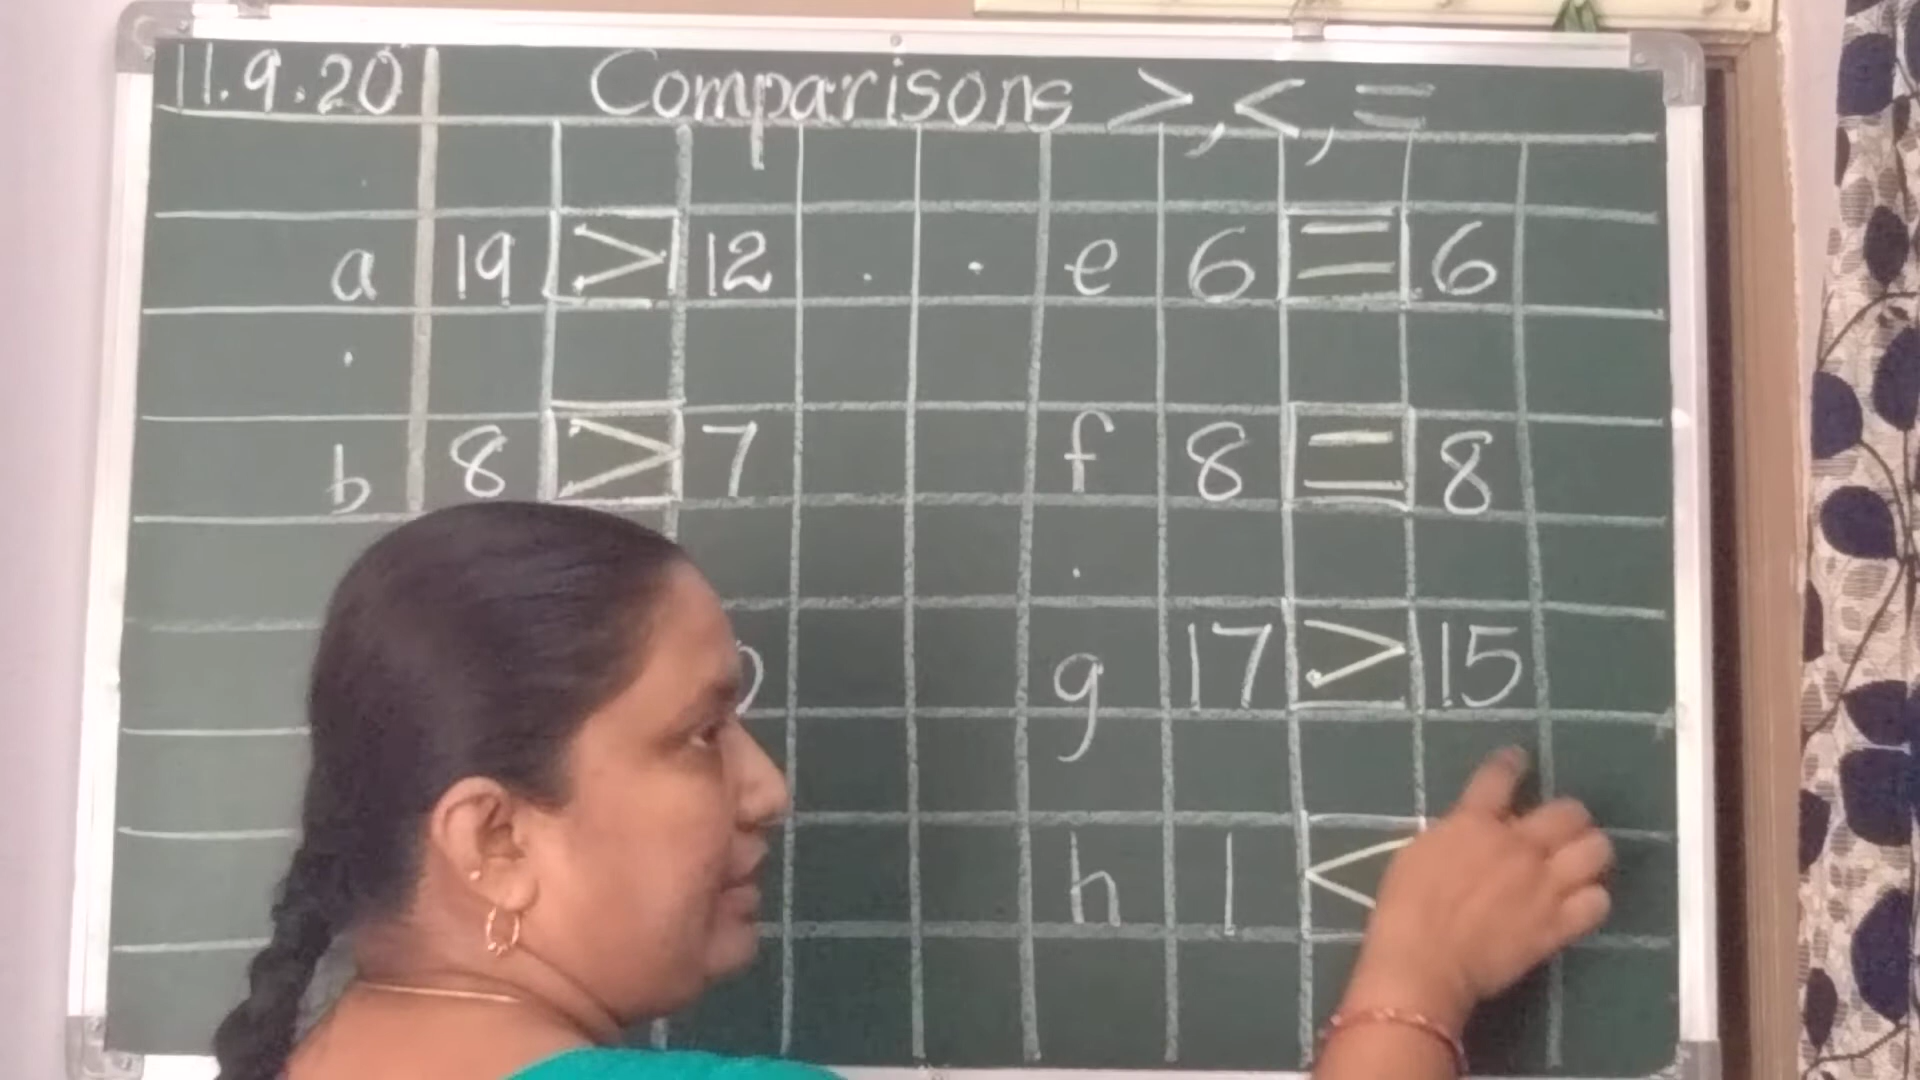 11.9.20 Comparisons >, <, =
a 19 > 12 . . e 6 = 6
b 8 > 7 f 8 = 8
g 17 > 15
h 1 <